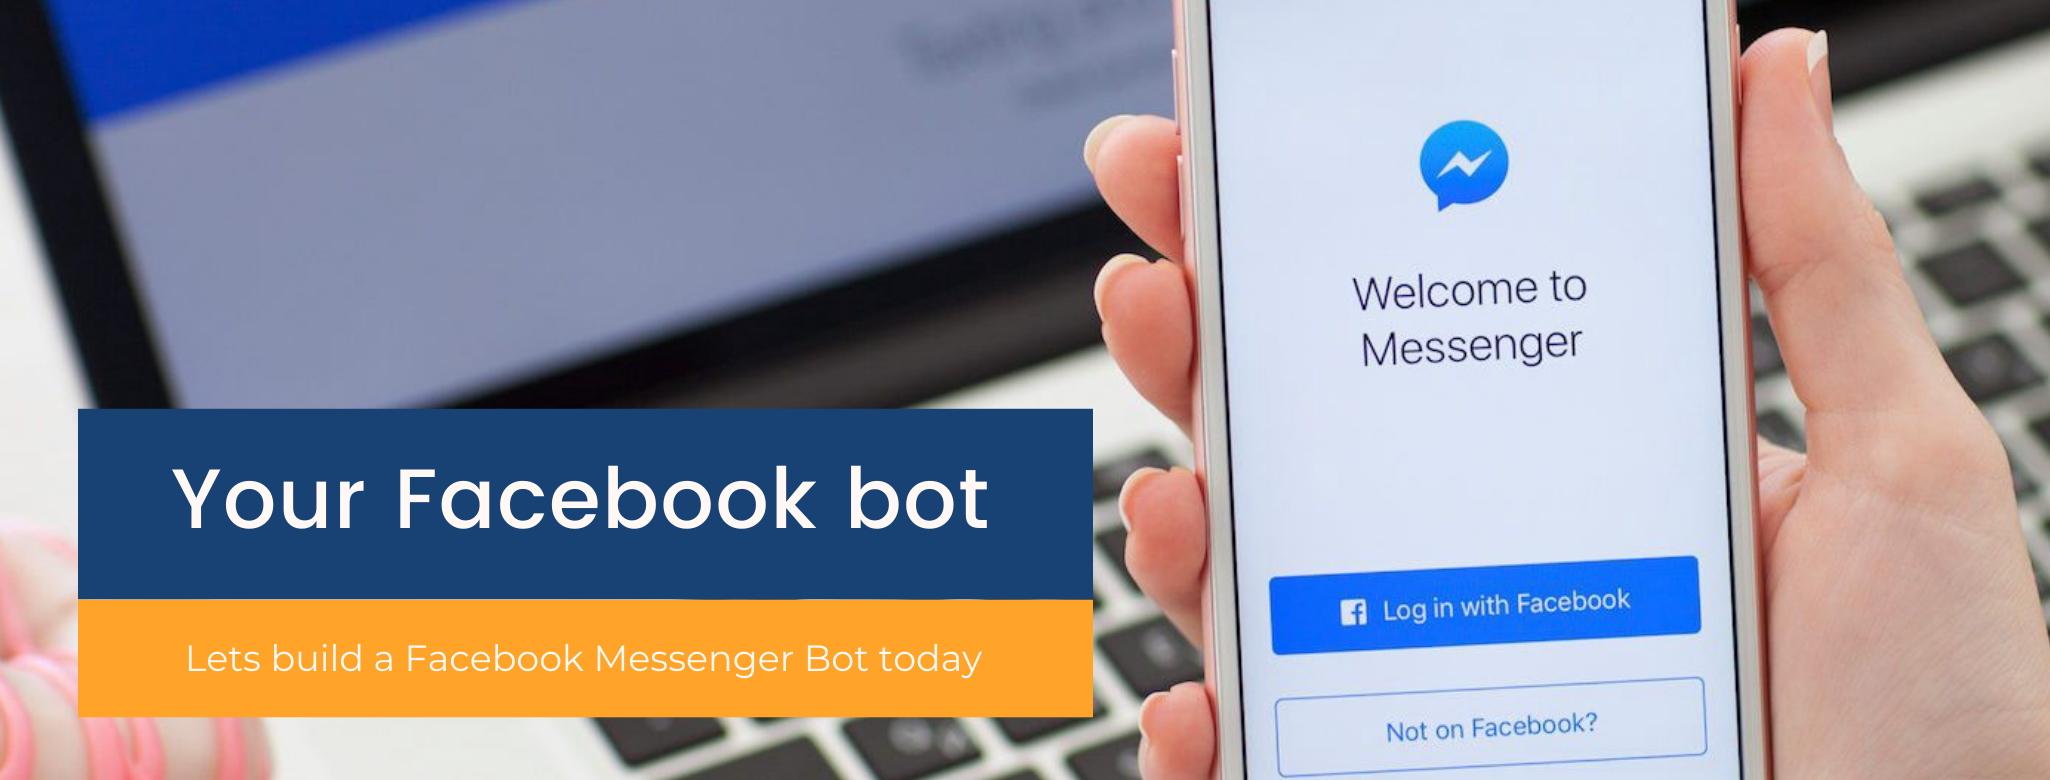 Welcome to
Messenger
Your Facebook bot
Log in with Facebook
Lets build a Facebook Messenger Bot today
Not on Facebook?